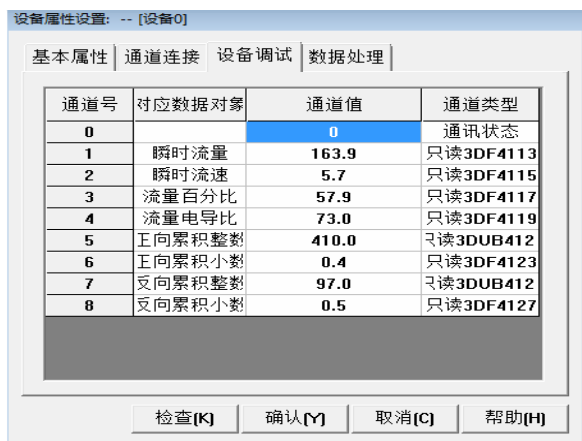 设备属性设置: -- [设备0]
基本属性 通道连接 设备调试 数据处理
通道号 对应数据对象 通道值 通道类型
0 0 通讯状态
1 瞬时流量 163.9 只读3DF4113
2 瞬时流速 5.7 只读3DF4115
3 流量百分比 57.9 只读3DF4117
4 流量电导比 73.0 只读3DF4119
5 正向累积整数 410.0 只读3DUB412
6 正向累积小数 0.4 只读3DF4123
7 反向累积整数 97.0 只读3DUB412
8 反向累积小数 0.5 只读3DF4127
检查(K) 确认(Y) 取消(C) 帮助(H)